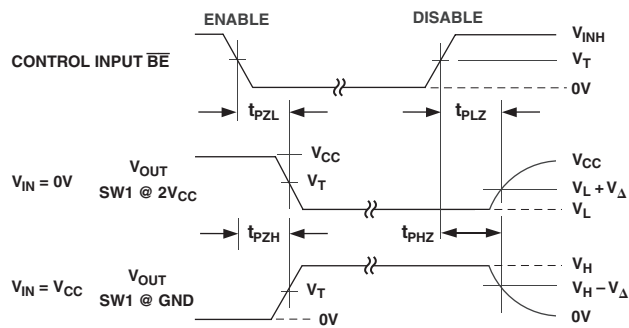 ENABLE DISABLE
V_INH
CONTROL INPUT B̅E̅ V_T
0V
t_PZL t_PLZ
V_CC V_CC
V_IN = 0V V_OUT SW1 @ 2V_CC V_T V_L + V_Δ
V_L
t_PZH t_PHZ
V_H
V_IN = V_CC V_OUT SW1 @ GND V_T V_H – V_Δ
0V 0V